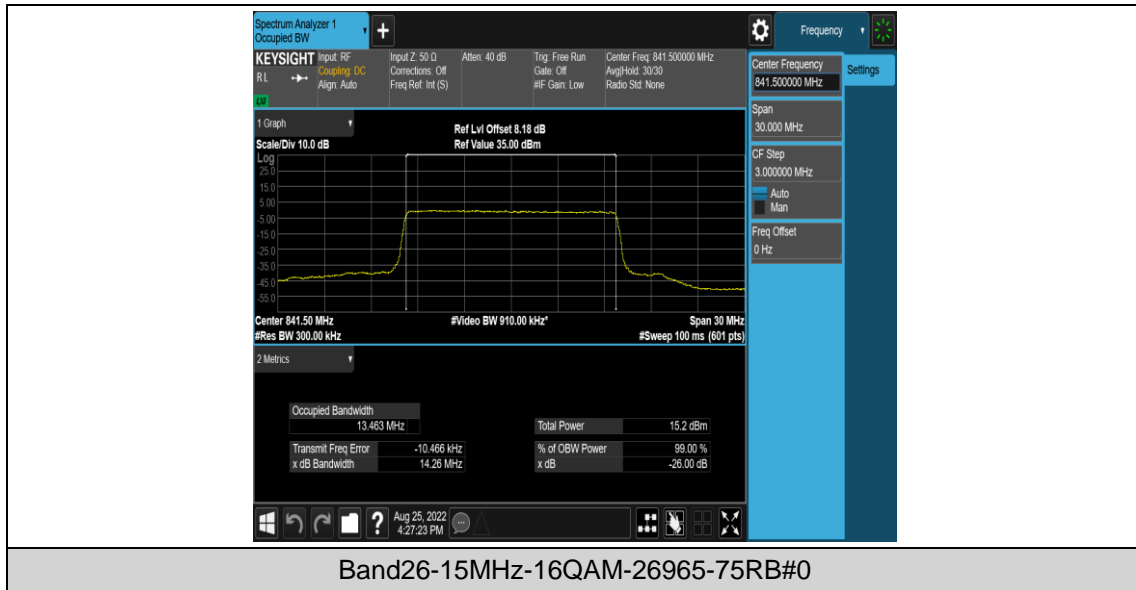 Spectrum Analyzer 1
Occupied BW
+
Frequency
KEYSIGHT
RL
LXI
Input: RF
Coupling: DC
Align: Auto
Input Z: 50 Ω
Corrections: Off
Freq Ref: Int (S)
Atten: 40 dB
Trig: Free Run
Gate: Off
#IF Gain: Low
Center Freq: 841.500000 MHz
Avg|Hold: 30/30
Radio Std: None
Center Frequency
841.500000 MHz
Settings
Span
30.000 MHz
CF Step
3.000000 MHz
Auto
Man
Freq Offset
0 Hz
1 Graph
Ref Lvl Offset 8.18 dB
Scale/Div 10.0 dB
Ref Value 35.00 dBm
Log
25.0
15.0
5.00
-5.00
-15.0
-25.0
-35.0
-45.0
-55.0
Center 841.50 MHz
#Video BW 910.00 kHz*
Span 30 MHz
#Res BW 300.00 kHz
#Sweep 100 ms (601 pts)
2 Metrics
Occupied Bandwidth
13.463 MHz
Total Power 15.2 dBm
Transmit Freq Error -10.466 kHz
% of OBW Power 99.00 %
x dB Bandwidth 14.26 MHz
x dB -26.00 dB
?
Aug 25, 2022
4:27:23 PM
Band26-15MHz-16QAM-26965-75RB#0